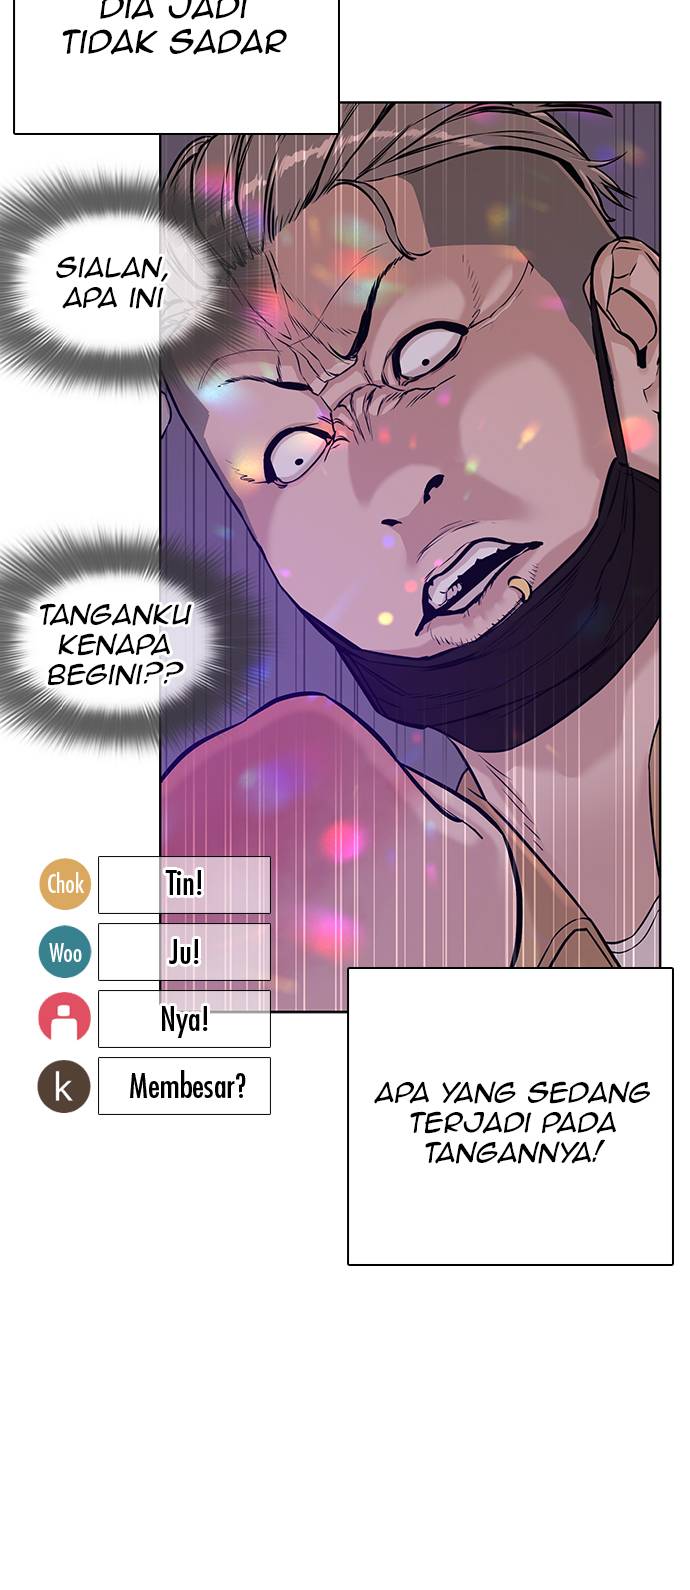 DIA JADI
TIDAK SADAR
SIALAN,
APA INI
TANGANKU
KENAPA
BEGINI??
Chok
Tin!
Woo
Ju!
Nya!
k
Membesar?
APA YANG SEDANG
TERJADI PADA
TANGANNYA!